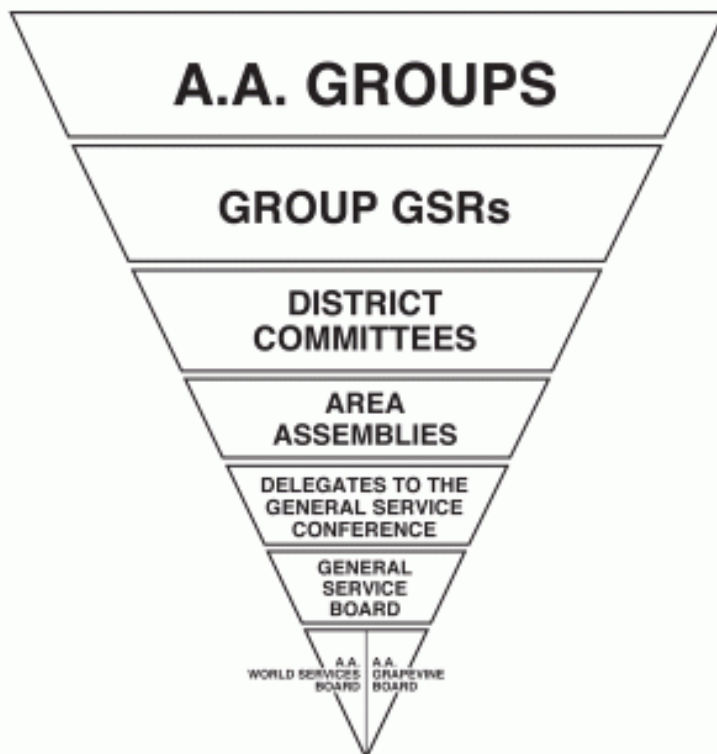 A.A. GROUPS
GROUP GSRs
DISTRICT
COMMITTEES
AREA
ASSEMBLIES
DELEGATES TO THE
GENERAL SERVICE
CONFERENCE
GENERAL
SERVICE
BOARD
A.A.
WORLD SERVICES
BOARD
A.A.
GRAPEVINE
BOARD